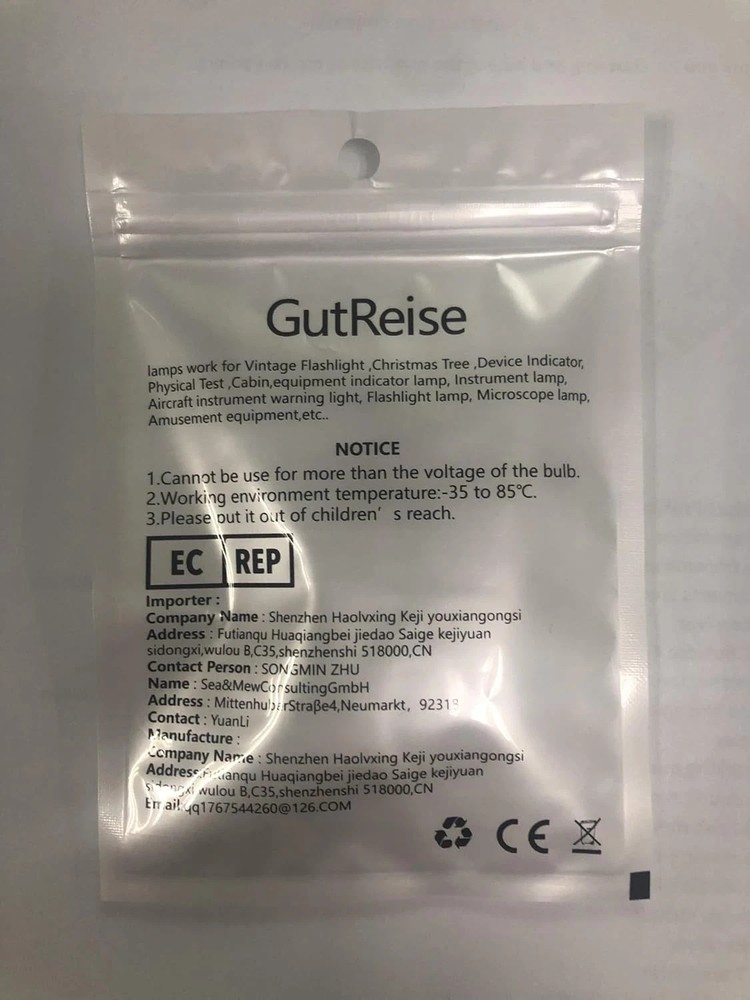 GutReise
lamps work for Vintage Flashlight ,Christmas Tree ,Device Indicator,
Physical Test ,Cabin,equipment indicator lamp, Instrument lamp,
Aircraft instrument warning light, Flashlight lamp, Microscope lamp,
Amusement equipment,etc..
NOTICE
1.Cannot be use for more than the voltage of the bulb.
2.Working environment temperature:-35 to 85℃.
3.Please put it out of children’ s reach.
EC REP
Importer :
Company Name : Shenzhen Haolvxing Keji youxiangongsi
Address : Futianqu Huaqiangbei jiedao Saige kejiyuan
sidongxi,wulou B,C35,shenzhenshi 518000,CN
Contact Person : SONGMIN ZHU
Name : Sea&MewConsultingGmbH
Address : MittenhuberStraβe4,Neumarkt, 92318
Contact : YuanLi
Manufacture :
Company Name : Shenzhen Haolvxing Keji youxiangongsi
Address:Futianqu Huaqiangbei jiedao Saige kejiyuan
sidongxi wulou B,C35,shenzhenshi 518000,CN
Email:qq1767544260@126.COM
CE